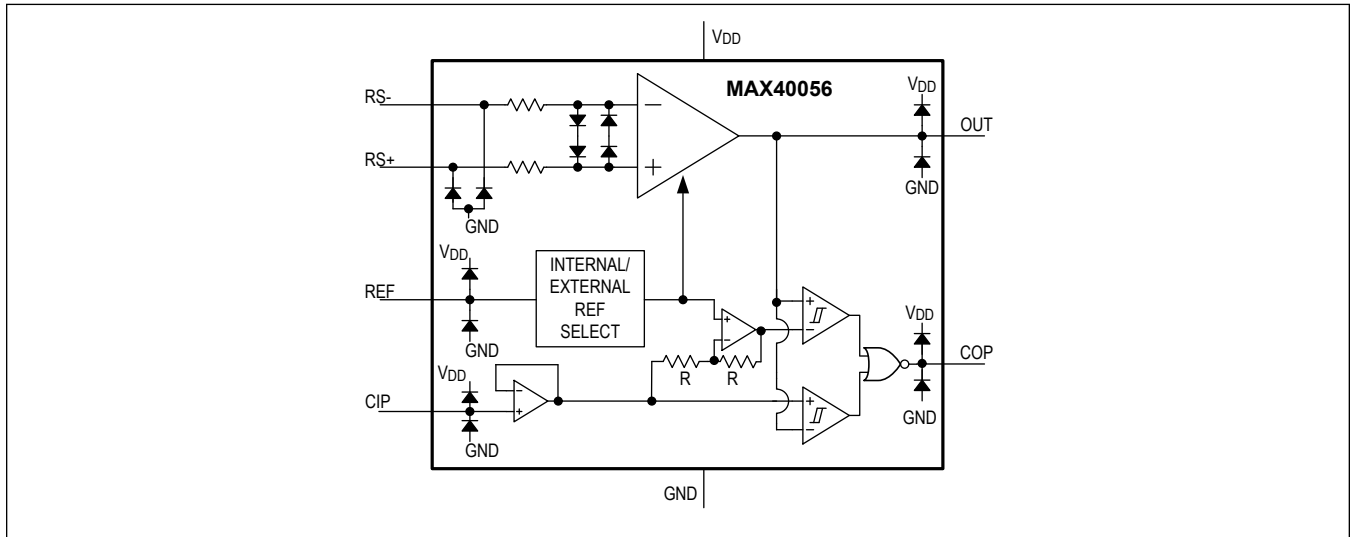 VDD
MAX40056
RS-
RS+
GND
VDD
OUT
GND
REF
VDD
GND
INTERNAL/
EXTERNAL
REF
SELECT
+
-
+
-
VDD
COP
GND
R
R
CIP
VDD
GND
-
+
+
-
GND